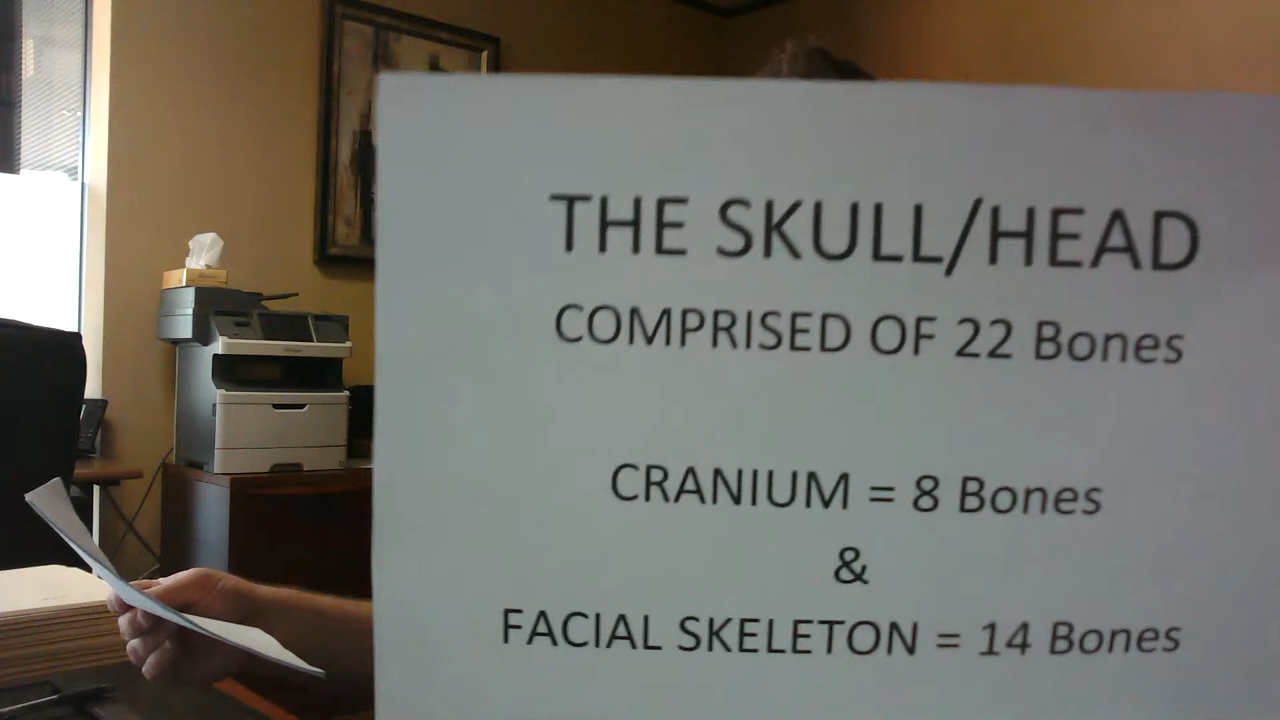 THE SKULL/HEAD
COMPRISED OF 22 Bones
CRANIUM = 8 Bones
&
FACIAL SKELETON = 14 Bones